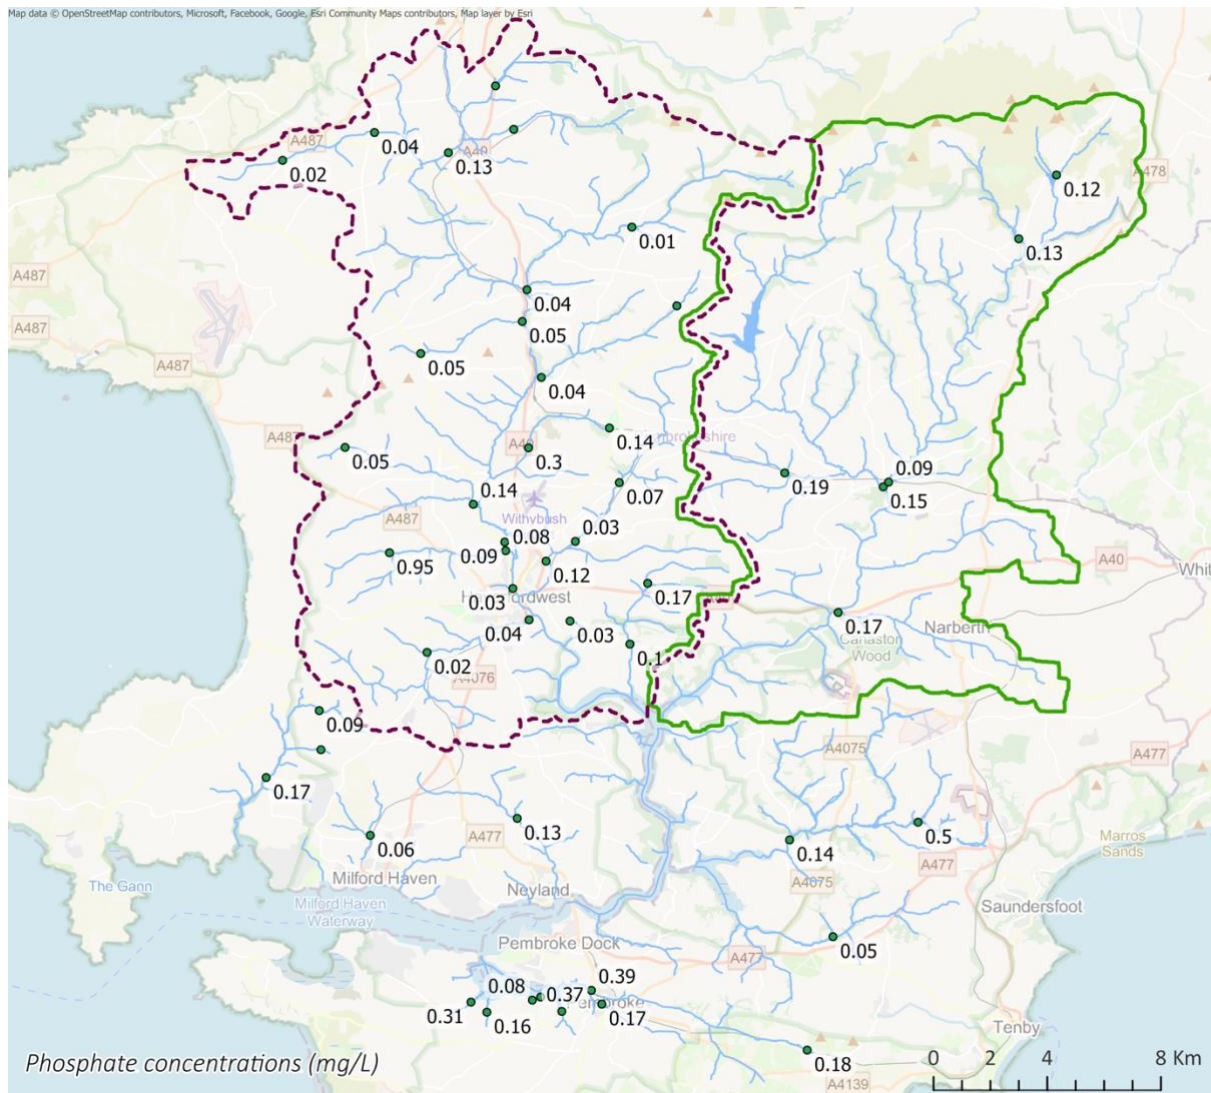 Map data © OpenStreetMap contributors, Microsoft, Facebook, Google, Esri Community Maps contributors, Map layer by Esri
A487
0.04
A40
0.13
0.02
A478
0.12
0.01
0.13
A487
0.04
A487
0.05
A487
0.05
0.04
A487
A40
0.14
0.05
0.3
0.09
0.19
0.15
0.14
0.07
A487
Withybush
0.03
0.08
0.09
0.95
0.12
A40
Whit
0.17
0.03
0.04
0.03
0.17
Narberth
Canaston
Wood
0.1
0.02
A4076
0.09
A4075
A477
0.17
0.13
0.5
A477
0.14
0.06
A477
Marros
Sands
Milford Haven
A4075
The Gann
Neyland
Milford Haven
Waterway
Saundersfoot
Pembroke Dock
0.05
A477
0.39
0.08
0.37
Pembroke
0.31
0.16
0.17
Tenby
0.18
Phosphate concentrations (mg/L)
0 2 4 8 Km
A4139